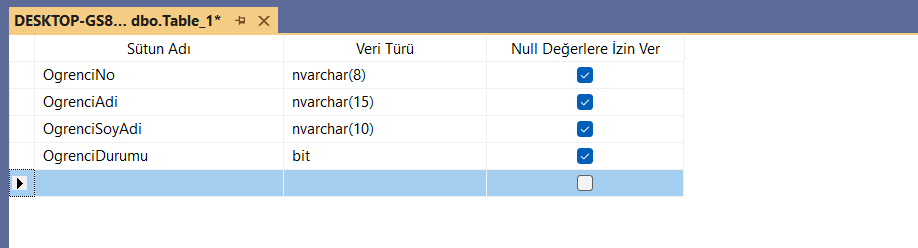 DESKTOP-GS8... dbo.Table_1*
Sütun Adı Veri Türü Null Değerlere İzin Ver
OgrenciNo nvarchar(8)
OgrenciAdi nvarchar(15)
OgrenciSoyAdi nvarchar(10)
OgrenciDurumu bit